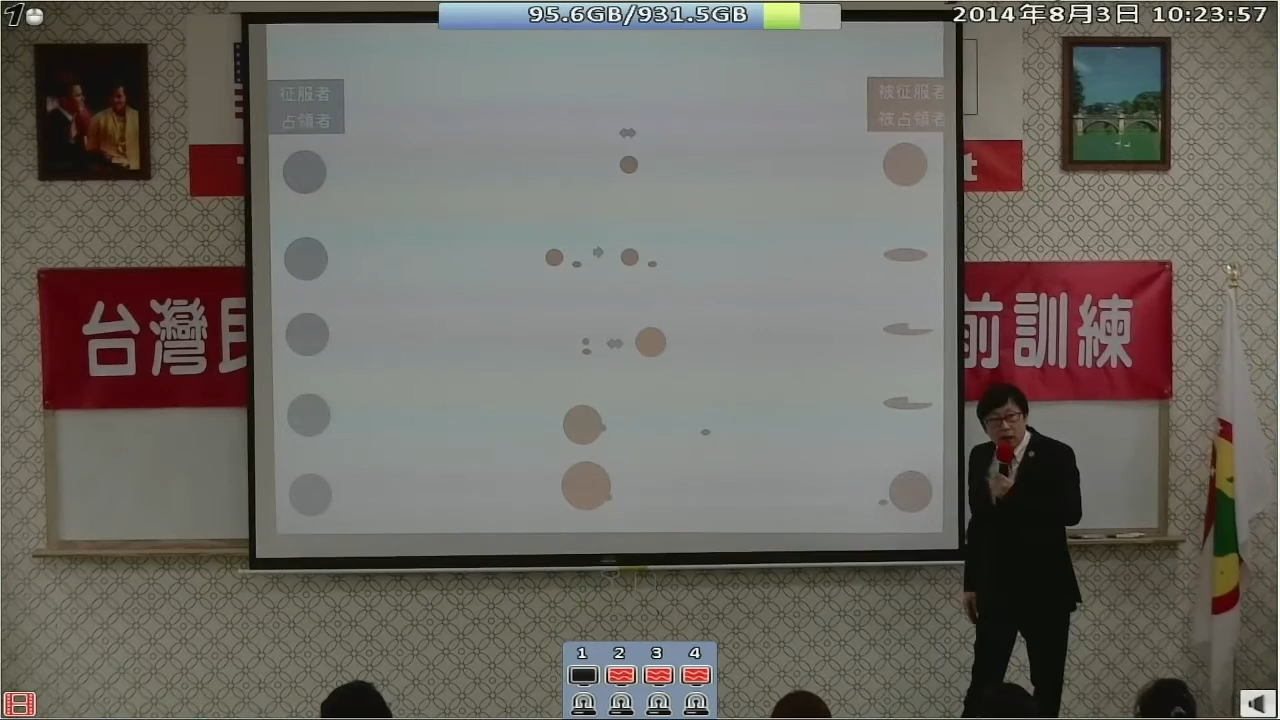 1
95.6GB/931.5GB
2014年8月3日 10:23:57
征服者
占領者
被征服者
被占領者
t
台灣民
前訓練
1 2 3 4